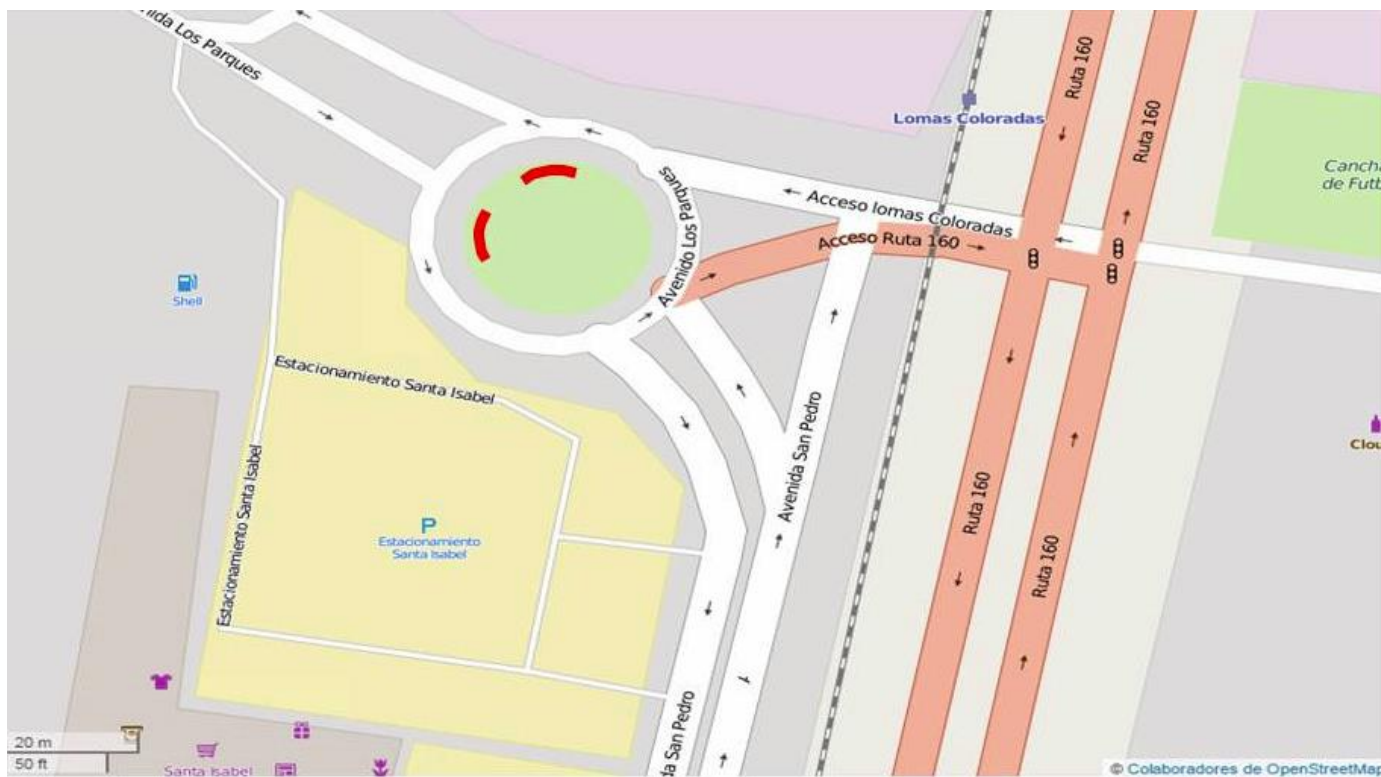 nida Los Parques
Ruta 160
Ruta 160
Lomas Coloradas
Cancha
de Futb
Avenido Los Parques
Acceso lomas Coloradas
Acceso Ruta 160
Shell
Estacionamiento Santa Isabel
Estacionamiento Santa Isabel
Avenida San Pedro
Clou
P
Estacionamiento
Santa Isabel
Ruta 160
Ruta 160
da San Pedro
20 m
50 ft
Santa Isabel
© Colaboradores de OpenStreetMap